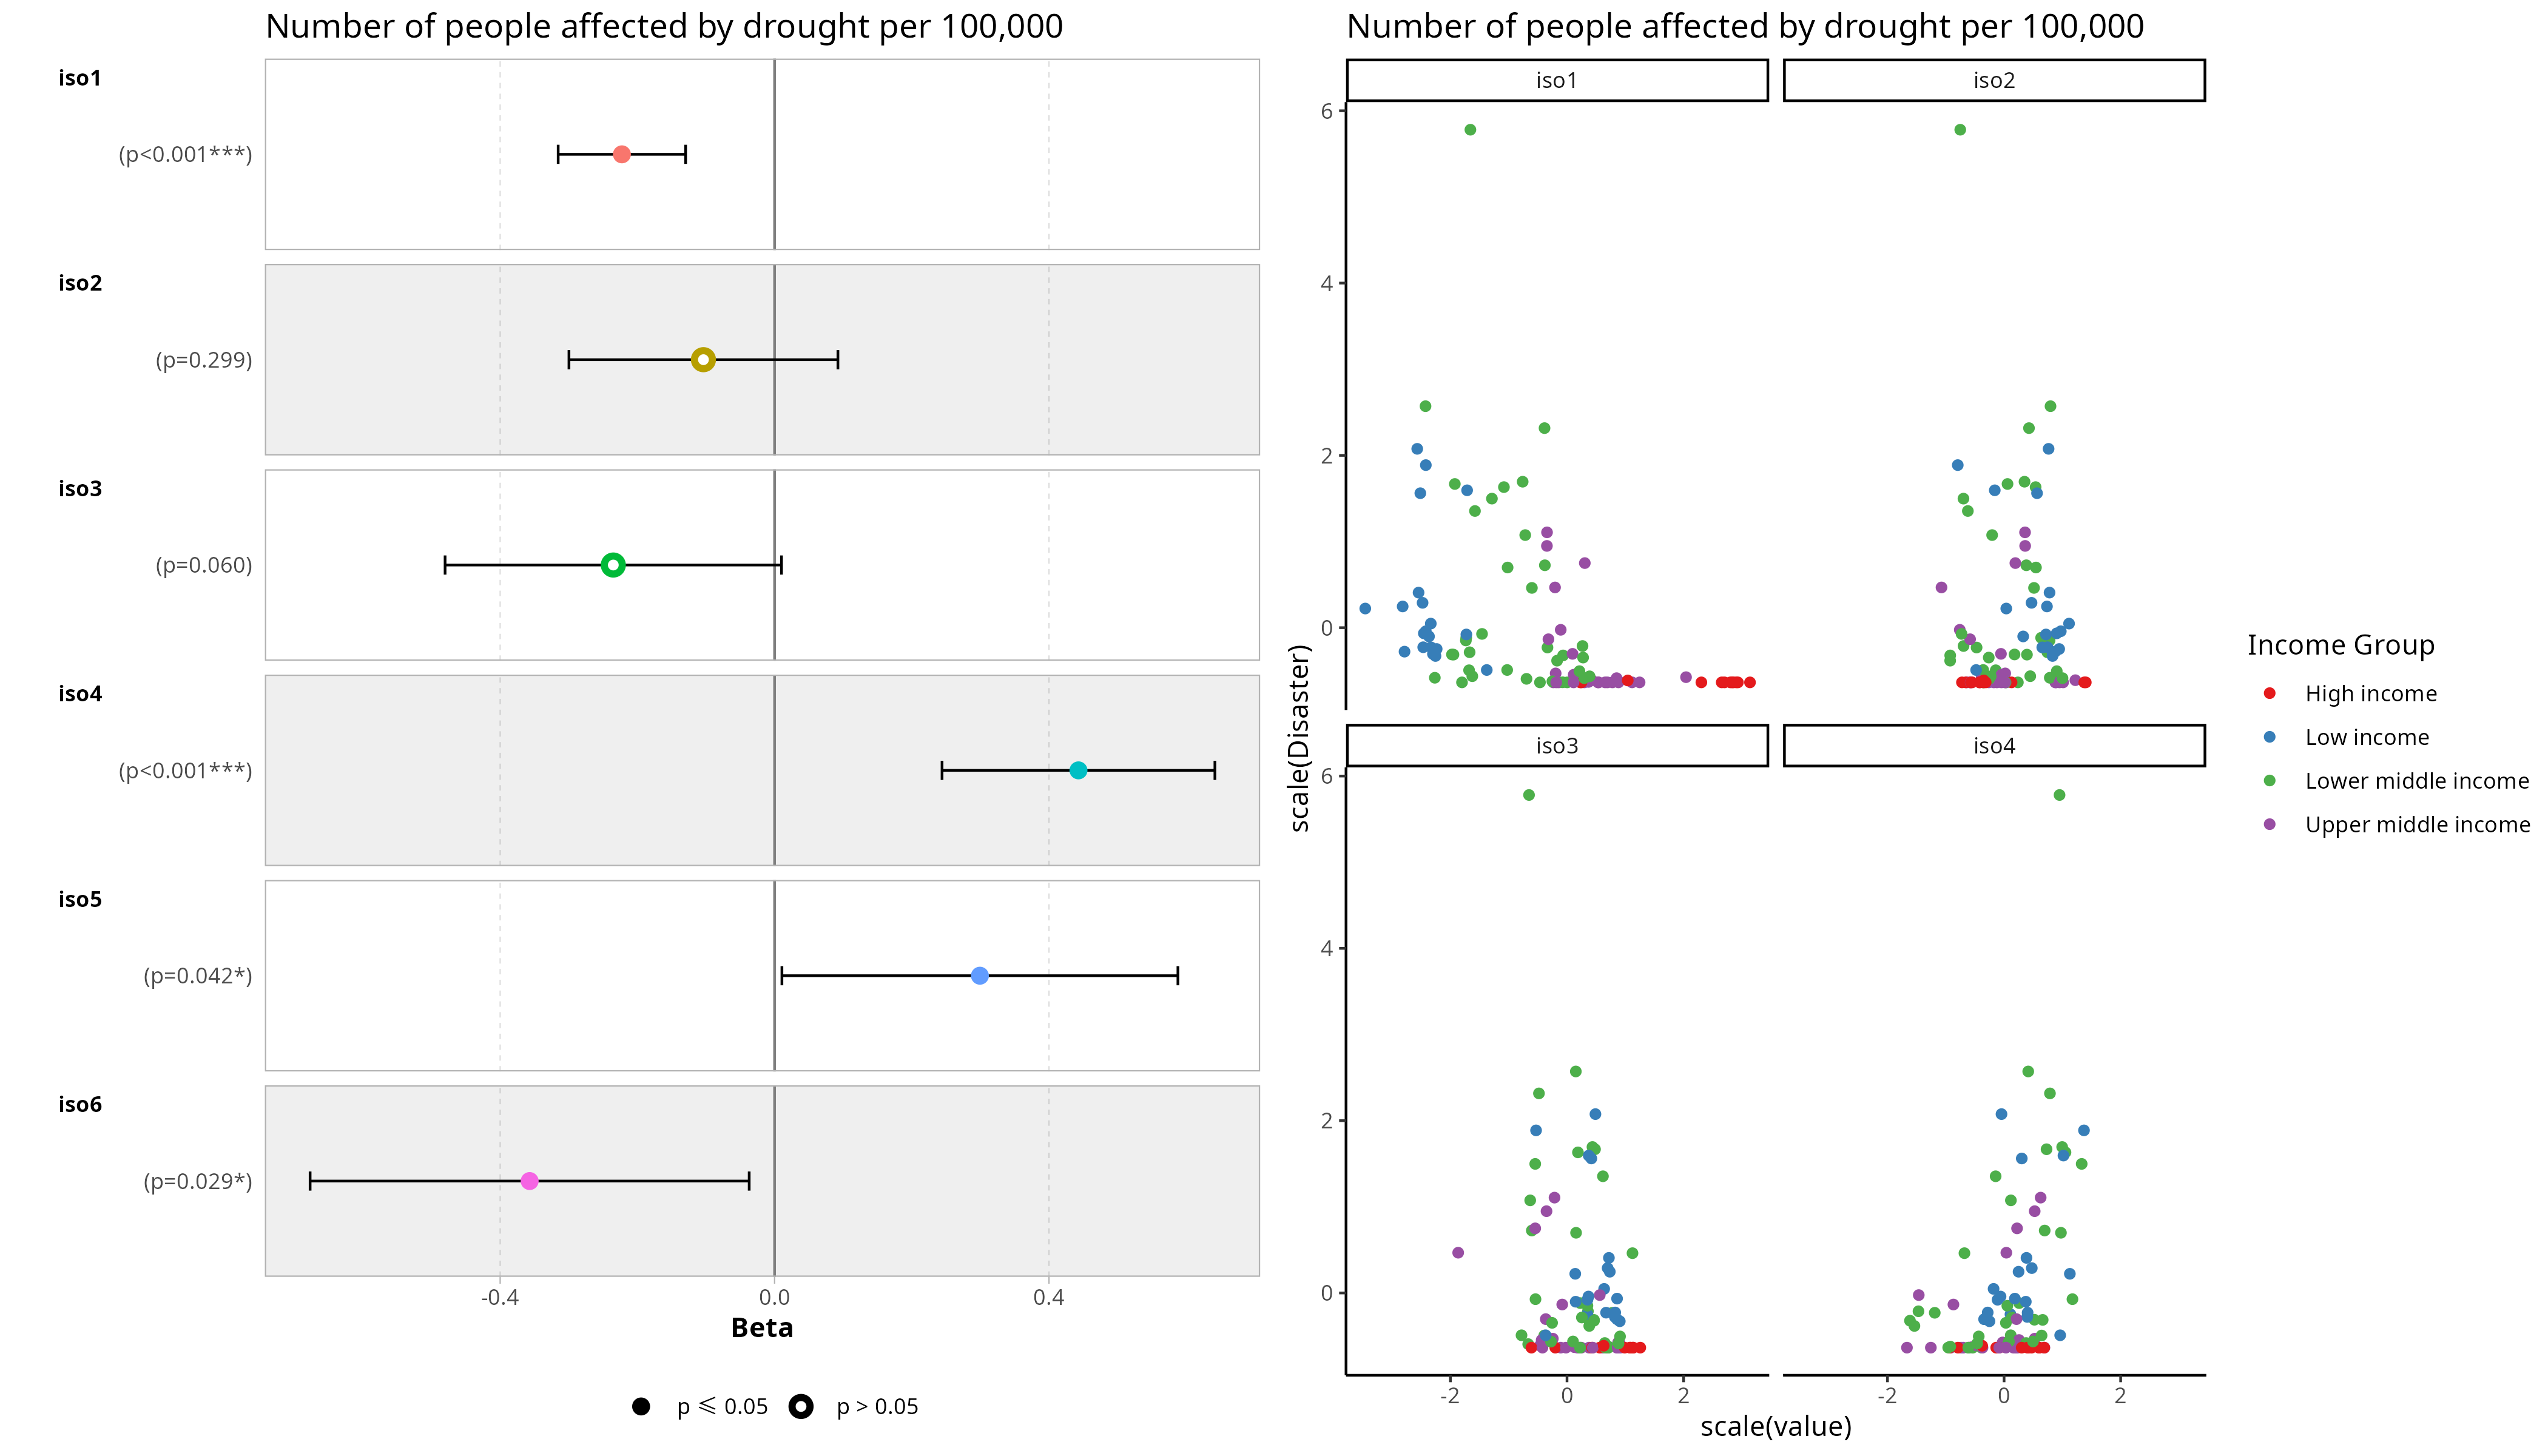 Number of people affected by drought per 100,000
iso1
(p<0.001***)
iso2
(p=0.299)
iso3
(p=0.060)
iso4
(p<0.001***)
iso5
(p=0.042*)
iso6
(p=0.029*)
-0.4 0.0 0.4
Beta
p ⩽ 0.05 p > 0.05
Number of people affected by drought per 100,000
iso1 iso2
6
4
2
0
iso3 iso4
6
4
2
0
-2 0 2 -2 0 2
scale(value)
scale(Disaster)
Income Group
High income
Low income
Lower middle income
Upper middle income